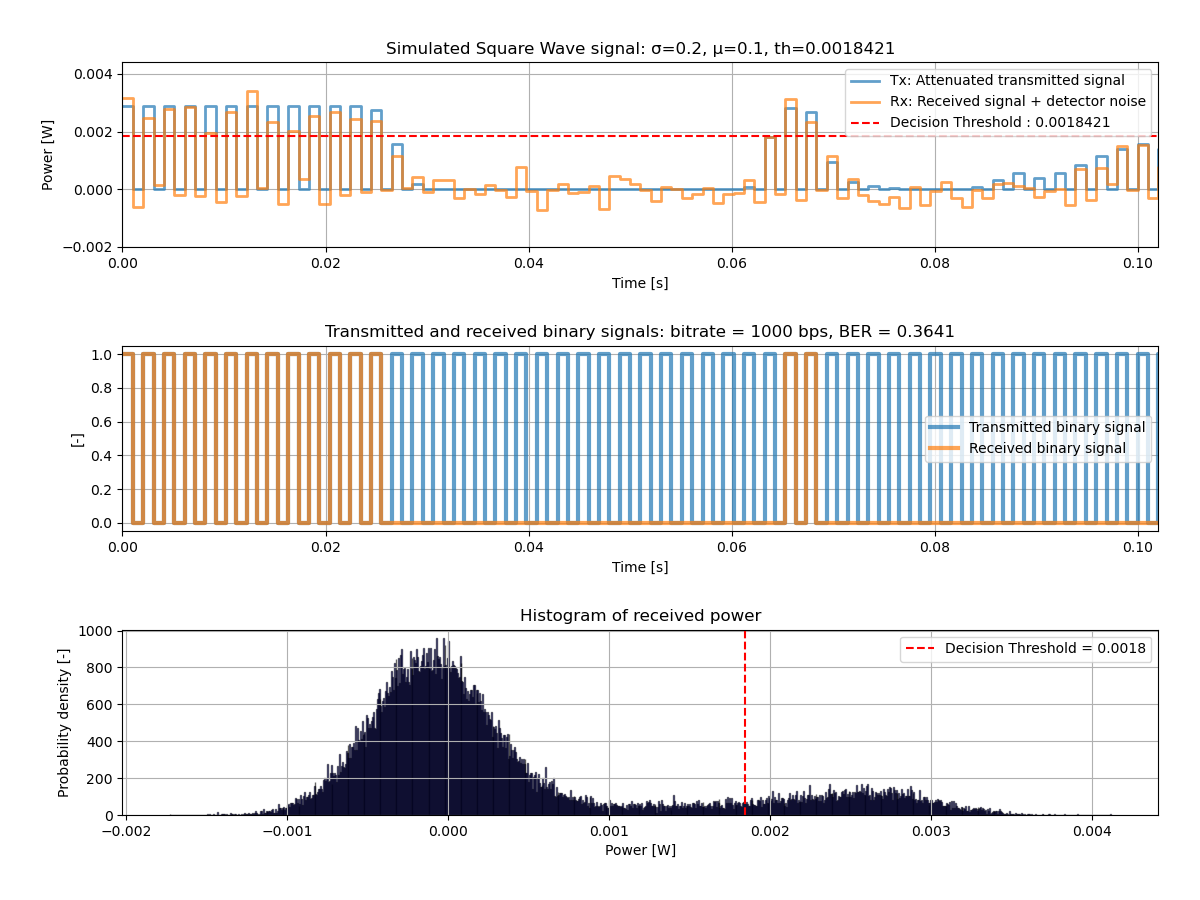 Simulated Square Wave signal: σ=0.2, μ=0.1, th=0.0018421
0.004
0.002
0.000
−0.002
Power [W]
Tx: Attenuated transmitted signal
Rx: Received signal + detector noise
Decision Threshold : 0.0018421
0.00 0.02 0.04 0.06 0.08 0.10
Time [s]
Transmitted and received binary signals: bitrate = 1000 bps, BER = 0.3641
1.0
0.8
0.6
0.4
0.2
0.0
[-]
Transmitted binary signal
Received binary signal
0.00 0.02 0.04 0.06 0.08 0.10
Time [s]
Histogram of received power
1000
800
600
400
200
0
Probability density [-]
Decision Threshold = 0.0018
−0.002 −0.001 0.000 0.001 0.002 0.003 0.004
Power [W]